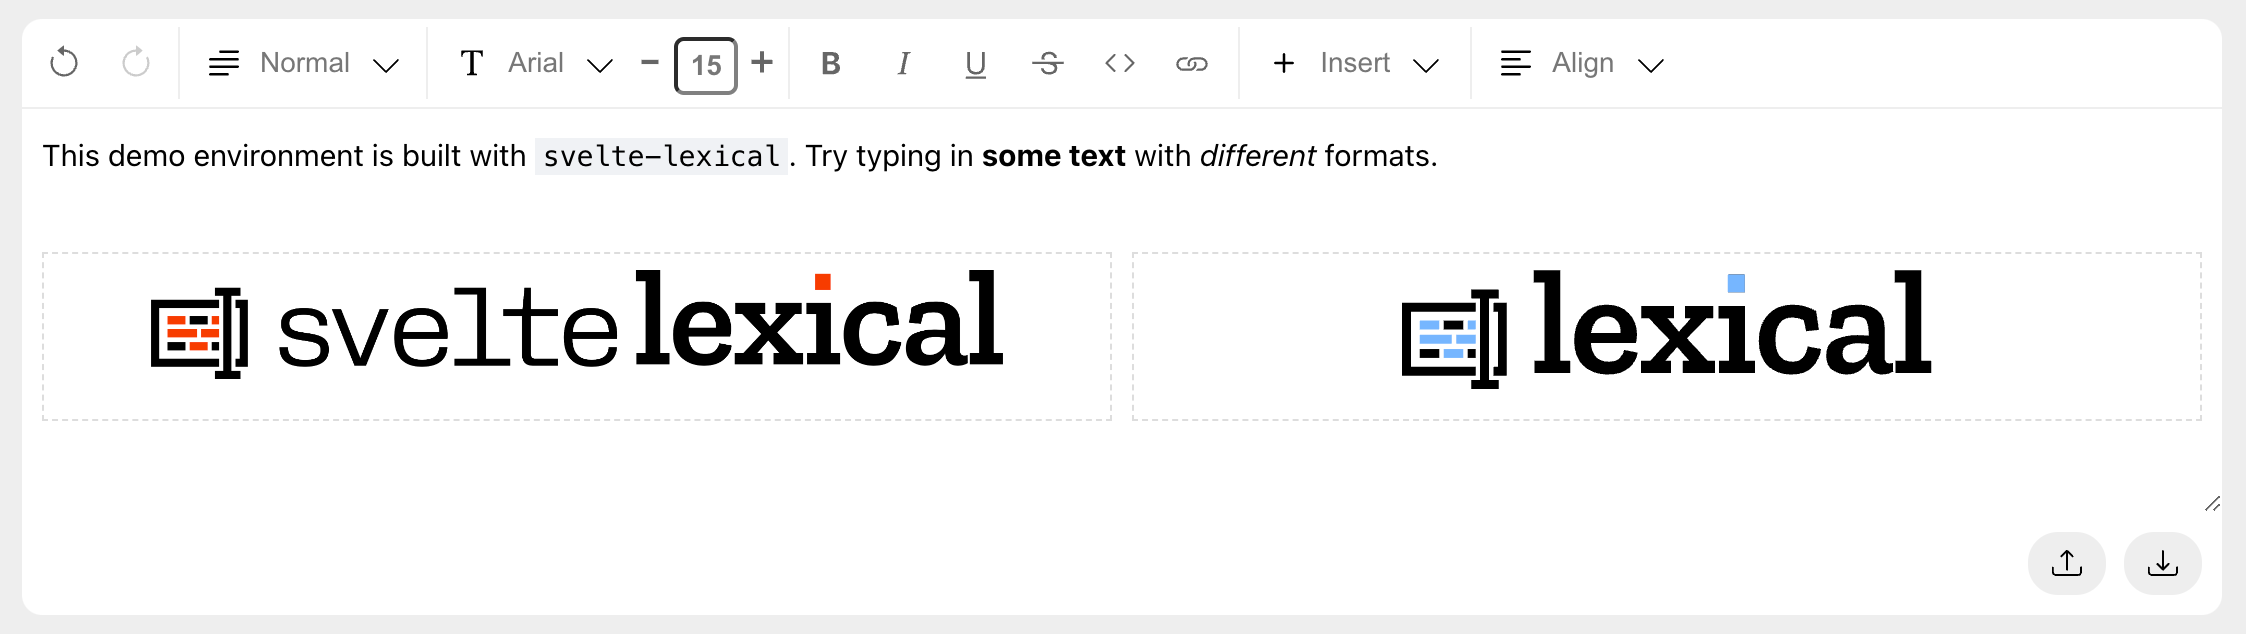 Normal T Arial − 15 + B I U S <> + Insert Align
This demo environment is built with svelte-lexical. Try typing in some text with different formats.
svelte lexical lexical